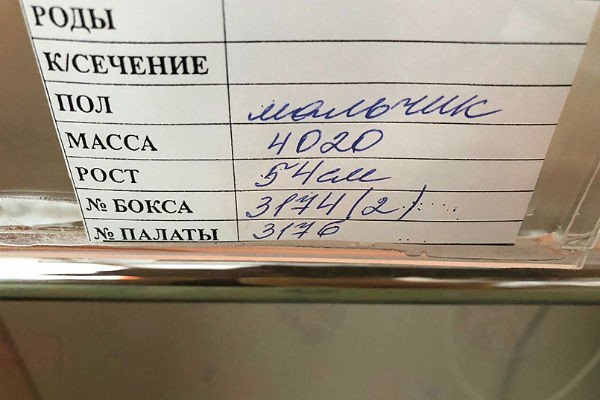 РОДЫ
К/СЕЧЕНИЕ
ПОЛ мальчик
МАССА 4020
РОСТ 54см
№ БОКСА 3174(2)
№ ПАЛАТЫ 3176